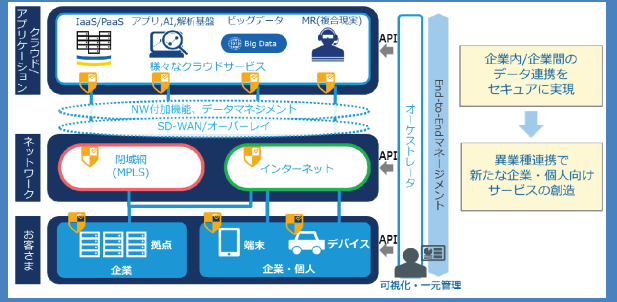 クラウド/
アプリケーション
IaaS/PaaS
アプリ,AI,解析基盤
ビッグデータ
MR(複合現実)
Big Data
様々なクラウドサービス
NW付加機能、データマネジメント
SD-WAN/オーバーレイ
ネットワーク
閉域網
(MPLS)
インターネット
お客さま
拠点
企業
端末
デバイス
企業・個人
API
API
API
オーケストレータ
End-to-Endマネージメント
可視化・一元管理
企業内/企業間の
データ連携を
セキュアに実現
異業種連携で
新たな企業・個人向け
サービスの創造